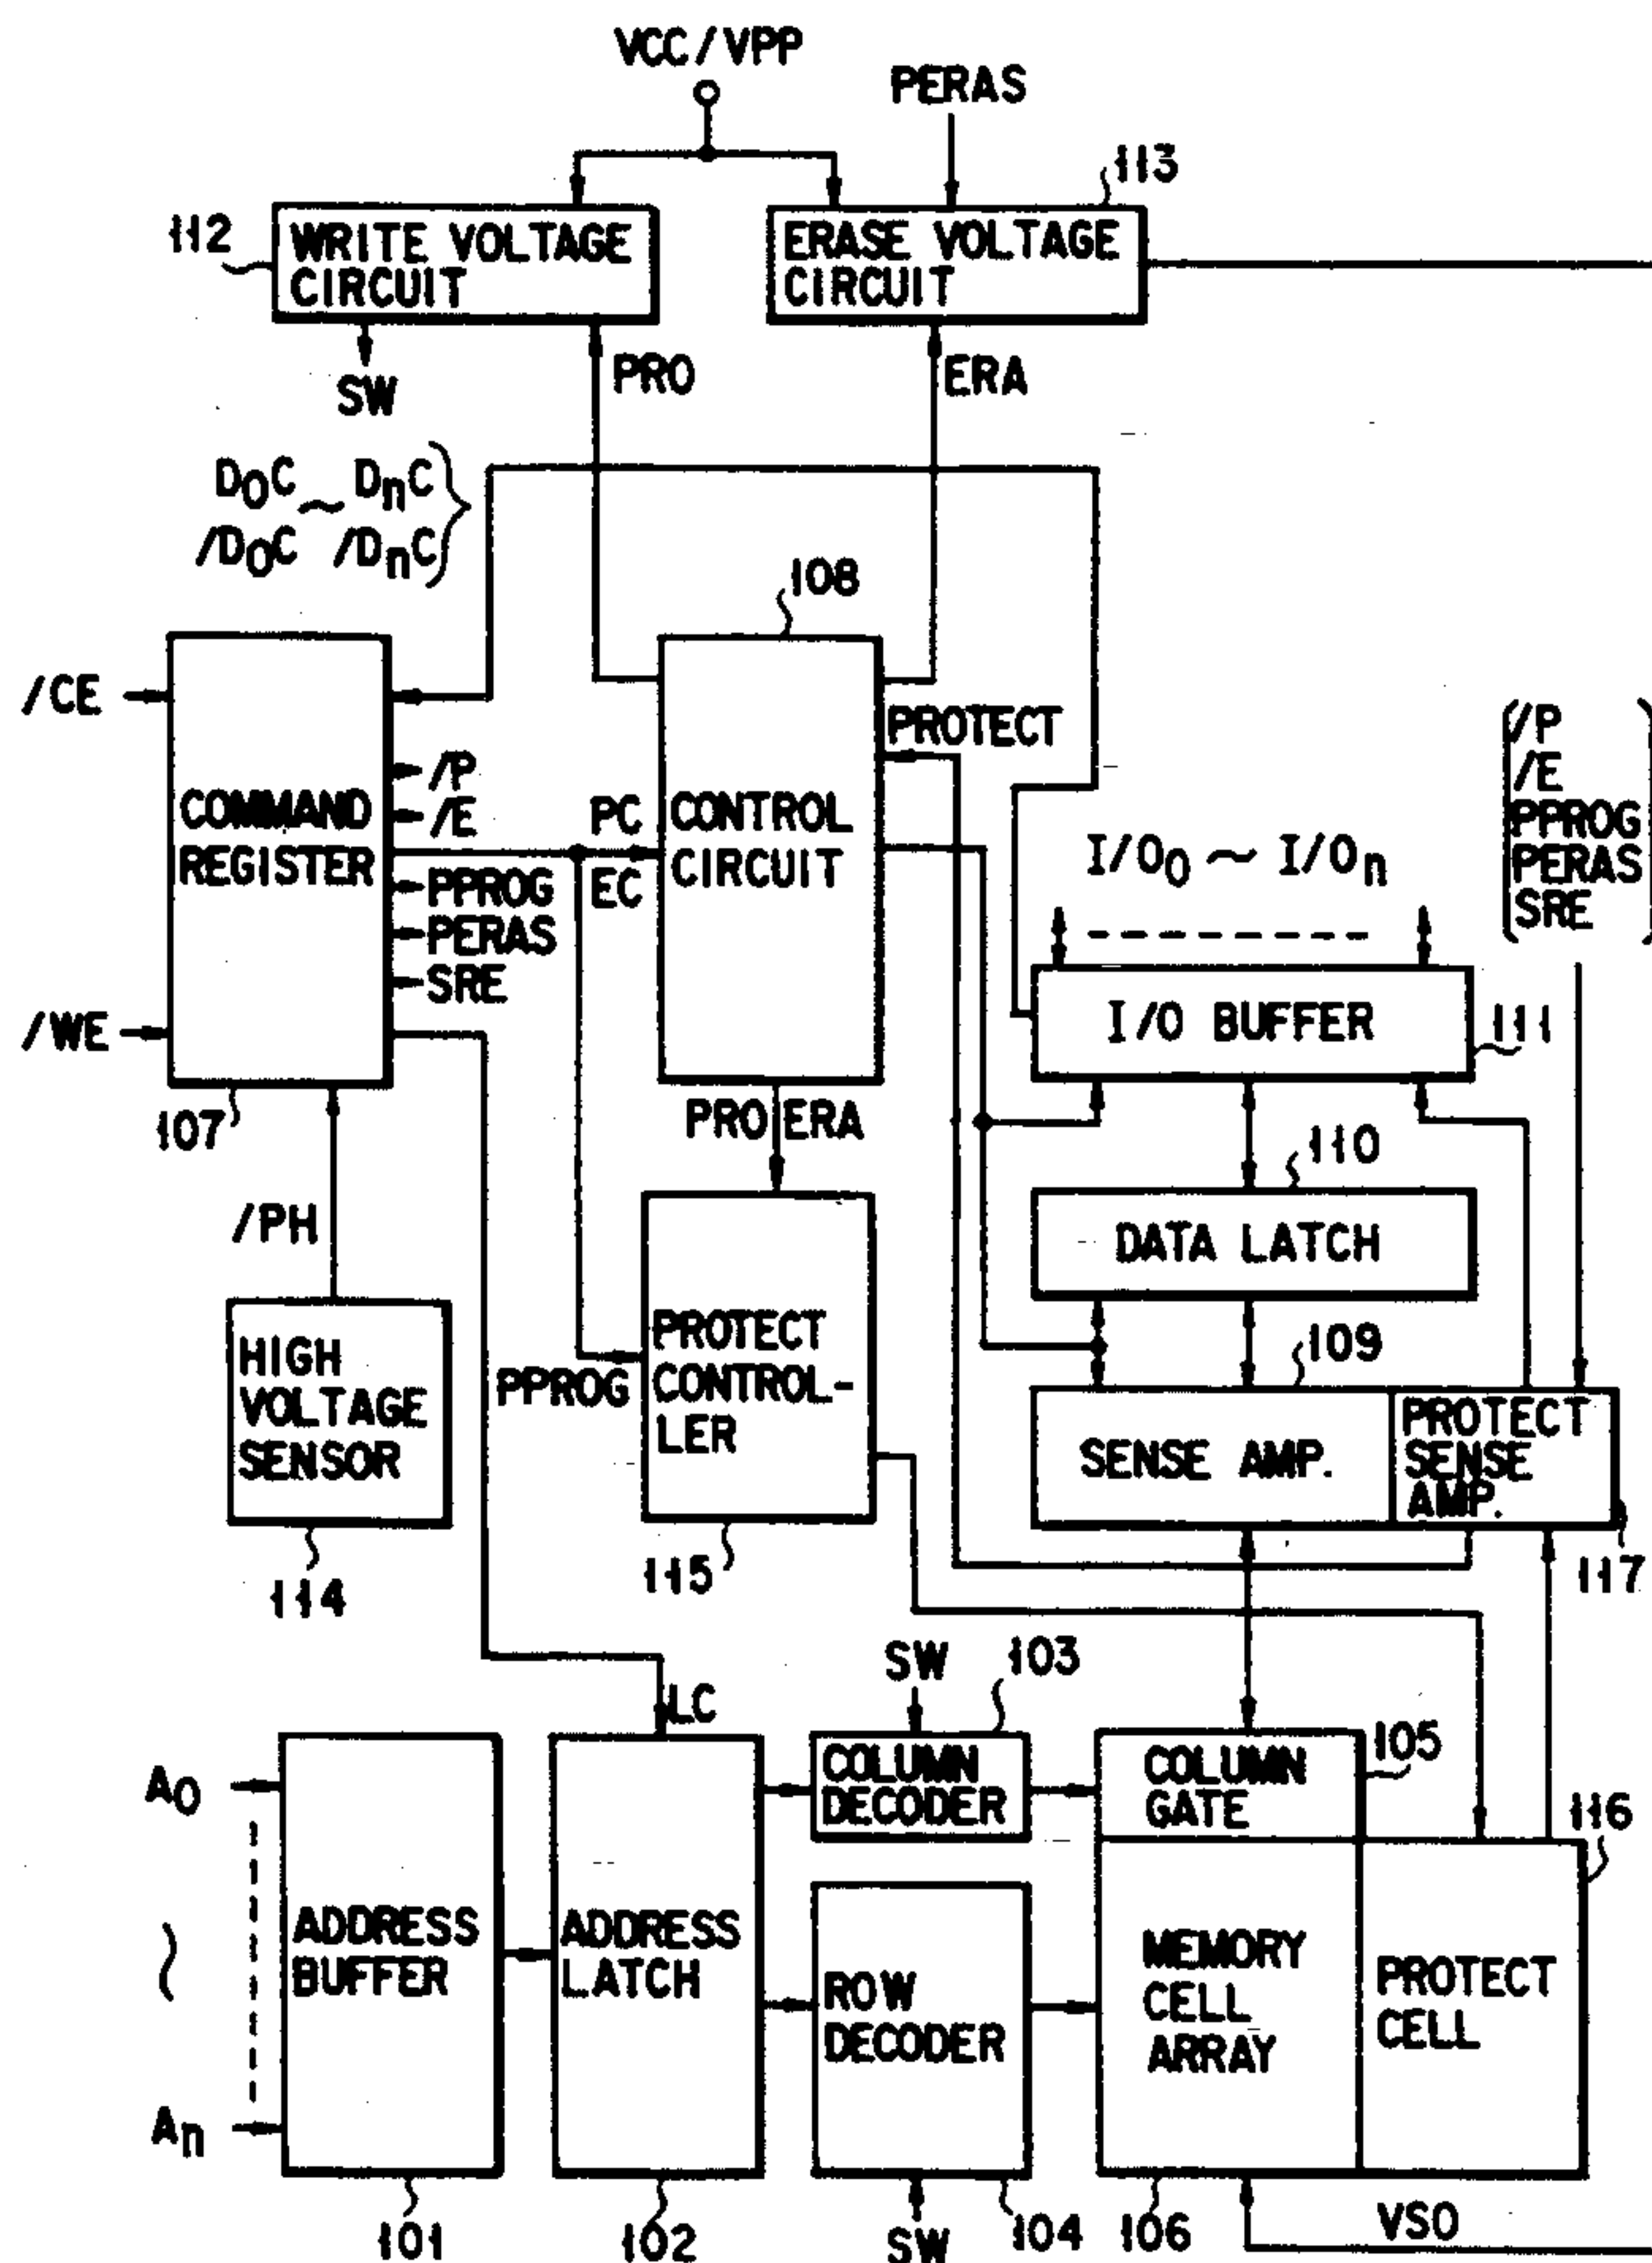 VCC/VPP
PERAS
113
112
WRITE VOLTAGE
CIRCUIT
ERASE VOLTAGE
CIRCUIT
SW
PRO
ERA
D0C ~ DnC
/D0C /DnC
108
/CE
PROTECT
/P
/E
COMMAND
REGISTER
PC
EC
CONTROL
CIRCUIT
PPROG
PERAS
SRE
/WE
I/O0 ~ I/On
/P
/E
PPROG
PERAS
SRE
I/O BUFFER
111
107
PRO ERA
110
/PH
DATA LATCH
HIGH
VOLTAGE
SENSOR
PPROG
PROTECT
CONTROL-
LER
109
SENSE AMP.
PROTECT
SENSE
AMP.
114
115
117
SW
103
LC
A0
~
An
COLUMN
DECODER
COLUMN
GATE
105
116
ADDRESS
BUFFER
ADDRESS
LATCH
ROW
DECODER
MEMORY
CELL
ARRAY
PROTECT
CELL
101
102
SW
104
106
VSO